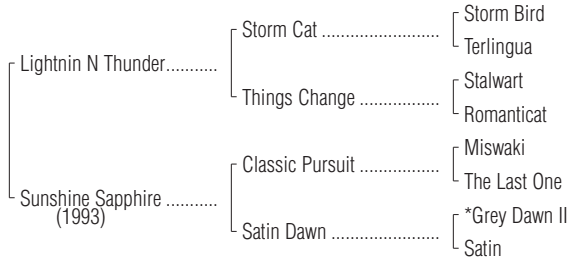 Storm Bird
Storm Cat .........................
Terlingua
Lightnin N Thunder...........
Stalwart
Things Change .................
Romanticat
Miswaki
Classic Pursuit .................
The Last One
Sunshine Sapphire ...........
(1993)
*Grey Dawn II
Satin Dawn .......................
Satin